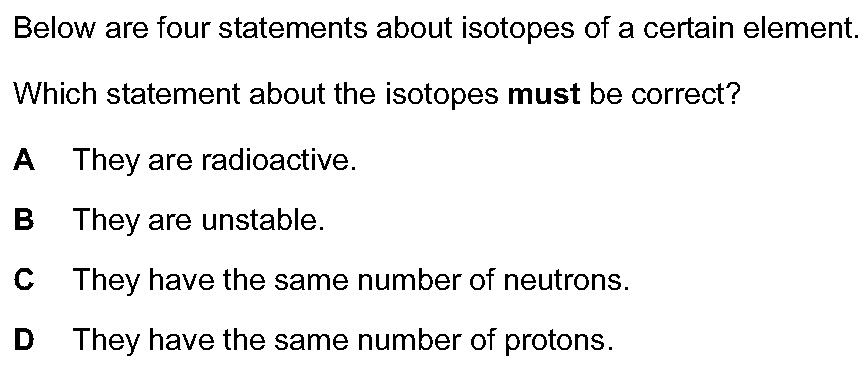 Below are four statements about isotopes of a certain element.
Which statement about the isotopes must be correct?
A They are radioactive.
B They are unstable.
C They have the same number of neutrons.
D They have the same number of protons.